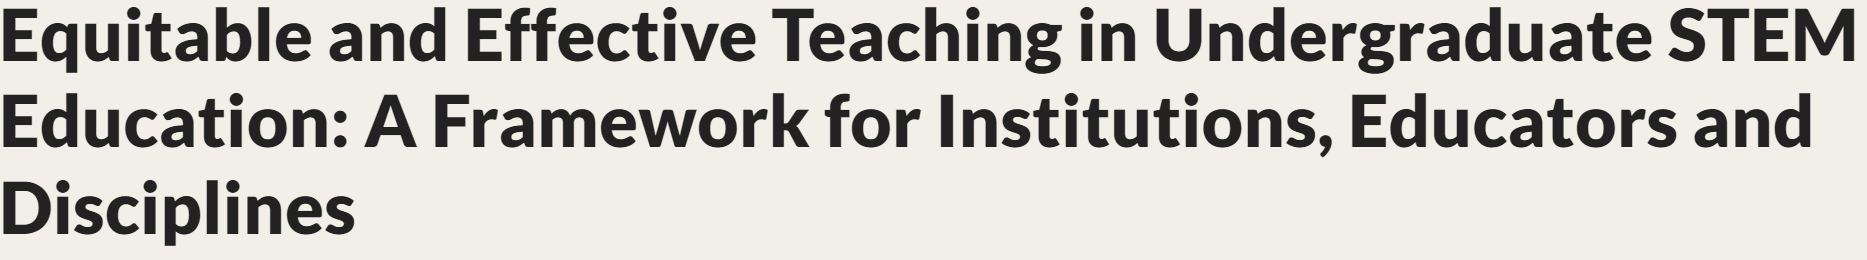 Equitable and Effective Teaching in Undergraduate STEM
Education: A Framework for Institutions, Educators and
Disciplines